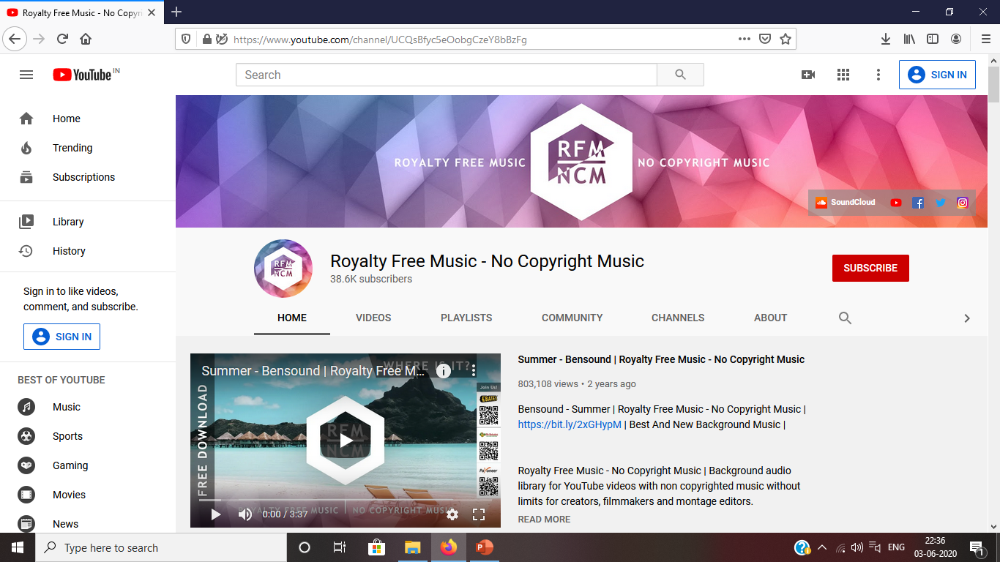 Royalty Free Music - No Copyri
https://www.youtube.com/channel/UCQsBfyc5eOobgCzeY8bBzFg
YouTube IN
Search
SIGN IN
Home
Trending
Subscriptions
Library
History
Sign in to like videos,
comment, and subscribe.
SIGN IN
BEST OF YOUTUBE
Music
Sports
Gaming
Movies
News
ROYALTY FREE MUSIC
RFM
NCM
NO COPYRIGHT MUSIC
SoundCloud
RFM
NCM
Royalty Free Music - No Copyright Music
38.6K subscribers
SUBSCRIBE
HOME VIDEOS PLAYLISTS COMMUNITY CHANNELS ABOUT
WHERE IS IT?
Summer - Bensound | Royalty Free M...
Join Us!
EBATES
Payoneer
FREE DOWNLOAD
RFM
NCM
ROYALTY FREE MUSIC NO COPYRIGHT MUSIC
0:00 / 3:37
Summer - Bensound | Royalty Free Music - No Copyright Music
803,108 views • 2 years ago
Bensound - Summer | Royalty Free Music - No Copyright Music |
https://bit.ly/2xGHypM | Best And New Background Music |
Royalty Free Music - No Copyright Music | Background audio
library for YouTube videos with non copyrighted music without
limits for creators, filmmakers and montage editors.
READ MORE
Type here to search
ENG
22:36
03-06-2020
1